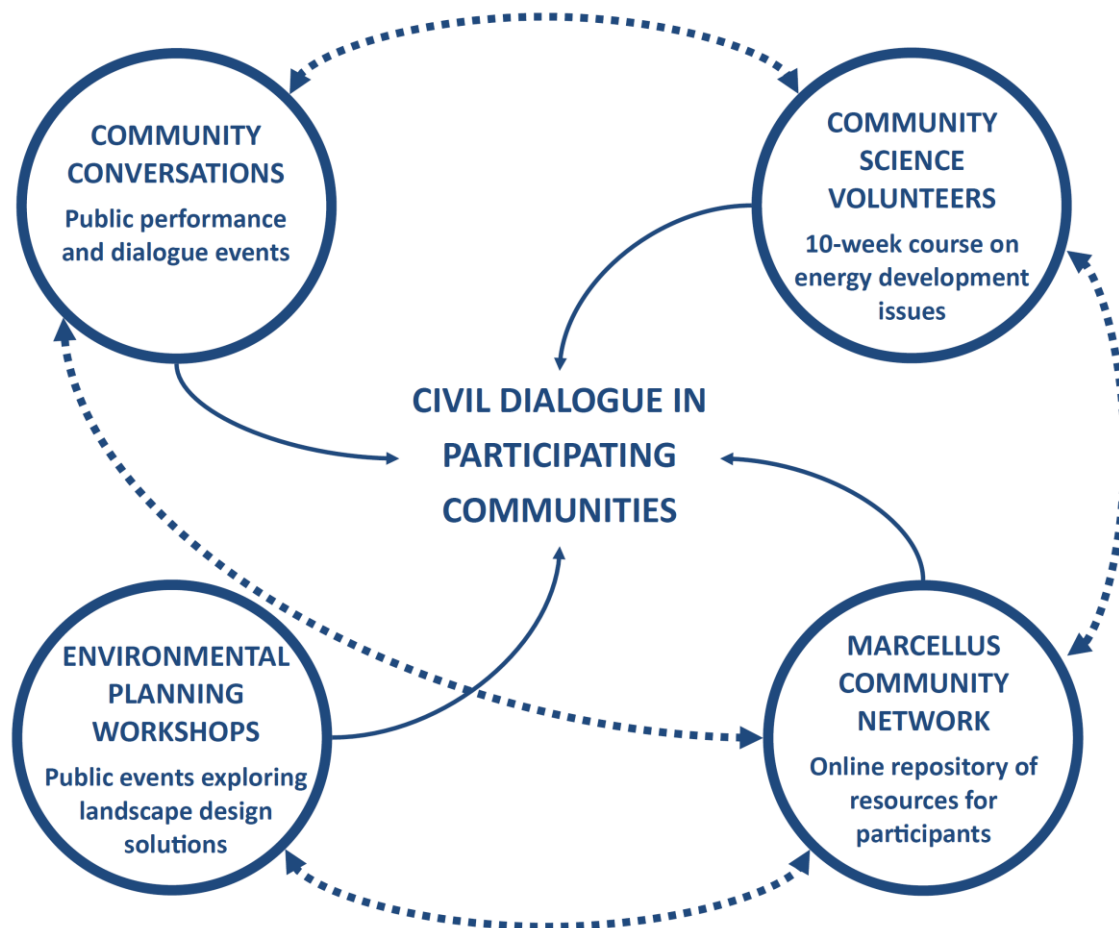 COMMUNITY
CONVERSATIONS
Public performance
and dialogue events
COMMUNITY
SCIENCE
VOLUNTEERS
10-week course on
energy development
issues
CIVIL DIALOGUE IN
PARTICIPATING
COMMUNITIES
ENVIRONMENTAL
PLANNING
WORKSHOPS
Public events exploring
landscape design
solutions
MARCELLUS
COMMUNITY
NETWORK
Online repository of
resources for
participants